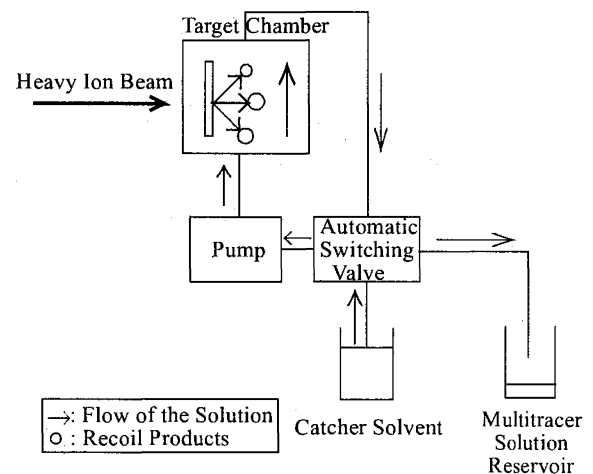 Target Chamber
Heavy Ion Beam
Pump
Automatic
Switching
Valve
→: Flow of the Solution
○: Recoil Products
Catcher Solvent
Multitracer
Solution
Reservoir